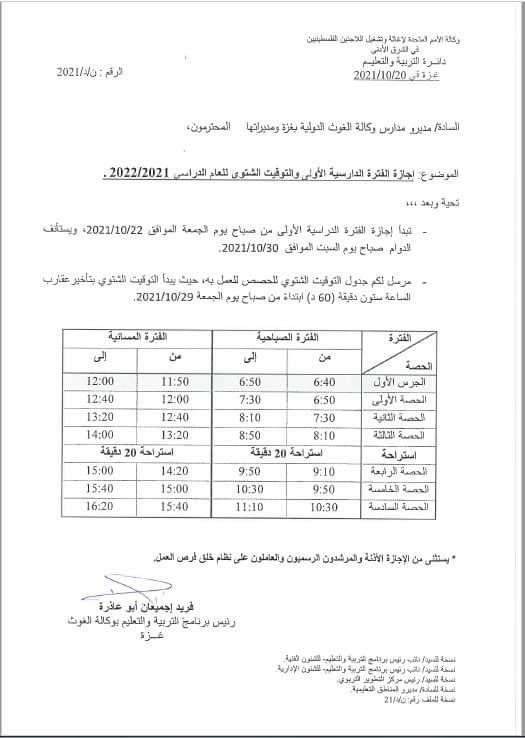 وكالة الأمم المتحدة لإغاثة وتشغيل اللاجئين الفلسطينيين
في الشرق الأدنى
دائرة التربية والتعليم
غزة في 2021/10/20
الرقم : ن/د/2021
السادة/ مديرو مدارس وكالة الغوث الدولية بغزة ومديراتها المحترمون،
الموضوع: إجازة الفترة الدارسية الأولى والتوقيت الشتوي للعام الدراسي 2022/2021 .
تحية وبعد ،،،
- تبدأ إجازة الفترة الدراسية الأولى من صباح يوم الجمعة الموافق 2021/10/22، ويستأنف
الدوام صباح يوم السبت الموافق 2021/10/30.
- مرسل لكم جدول التوقيت الشتوي للحصص للعمل به، حيث يبدأ التوقيت الشتوي بتأخير عقارب
الساعة ستون دقيقة (60 د) ابتداءً من صباح يوم الجمعة 2021/10/29.
الفترة الفترة الصباحية الفترة المسائية
الحصة من إلى من إلى
الجرس الأول 6:40 6:50 11:50 12:00
الحصة الأولى 6:50 7:30 12:00 12:40
الحصة الثانية 7:30 8:10 12:40 13:20
الحصة الثالثة 8:10 8:50 13:20 14:00
استراحة استراحة 20 دقيقة استراحة 20 دقيقة
الحصة الرابعة 9:10 9:50 14:20 15:00
الحصة الخامسة 9:50 10:30 15:00 15:40
الحصة السادسة 10:30 11:10 15:40 16:20
* يستثنى من الإجازة الأذنة والمرشدون الرسميون والعاملون على نظام خلق فرص العمل.
فريد إجميعان أبو عاذرة
رئيس برنامج التربية والتعليم بوكالة الغوث
غــزة
نسخة للسيد/ نائب رئيس برنامج التربية والتعليم- للشئون الفنية.
نسخة للسيد/ نائب رئيس برنامج التربية والتعليم- للشئون الإدارية.
نسخة للسيد/ رئيس مركز التطوير التربوي.
نسخة للسادة/ مديرو المناطق التعليمية.
نسخة للملف رقم: ن/د/21